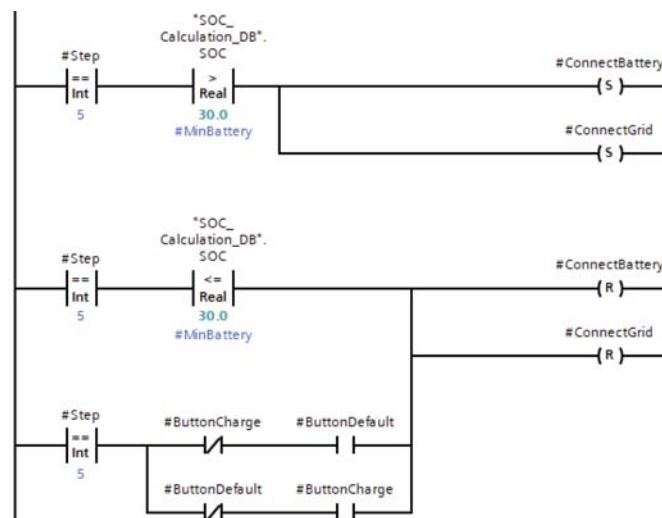 "SOC_
Calculation_DB".
#Step
SOC
#ConnectBattery
==
Int
>
Real
S
5
30.0
#MinBattery
#ConnectGrid
S
"SOC_
Calculation_DB".
#Step
SOC
#ConnectBattery
==
Int
<=
Real
R
5
30.0
#MinBattery
#ConnectGrid
R
#Step
#ButtonCharge
#ButtonDefault
==
Int
5
#ButtonDefault
#ButtonCharge